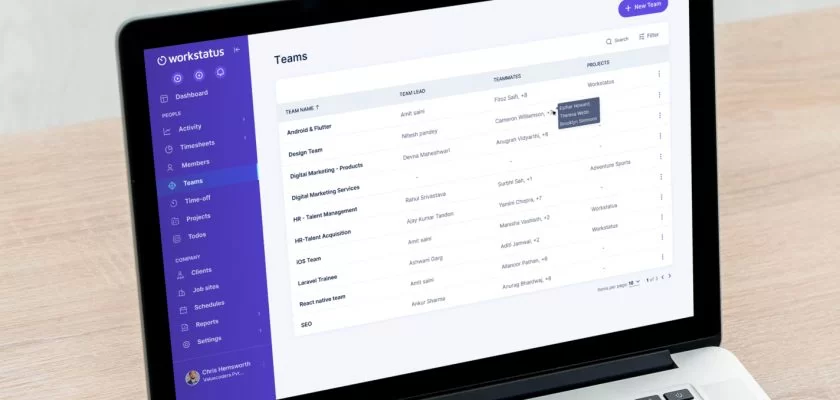 workstatus
Dashboard
PEOPLE
Activity
Timesheets
Members
Teams
Time-off
Projects
Todos
COMPANY
Clients
Job sites
Schedules
Reports
Settings
Chris Hemsworth
Valuecoders Pvt...
Teams
+ New Team
Search
Filter
TEAM NAME ↑ TEAM LEAD TEAMMATES PROJECTS
Android & Flutter Amit saini Firoz Saifi, +8 Workstatus
Design Team Nitesh pandey Cameron Williamson,
Esther Howard,
Theresa Webb
Brooklyn Simmons
Digital Marketing - Products Devna Maheshwari Anugrah Vidyarthi, +8
Digital Marketing Services - - -
HR - Talent Management Rahul Srivastava Surbhi Sah, +1 Adventure Sports
HR-Talent Acquisition Ajay Kumar Tandon Yamini Chopra, +7 -
IOS Team Amit saini Manisha Vashisth, +2 Workstatus
Laravel Trainee Ashwani Garg Aditi Jamwal, +2 Workstatus
React native team Amit saini Altanoor Pathan, +8 -
SEO Ankur Sharma Anurag Bhardwaj, +8 -
Items per page: 10 1 of 2 < >